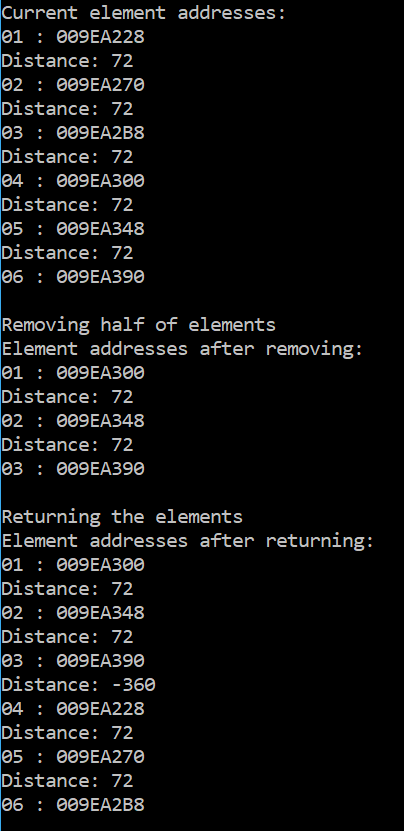 Current element addresses:
01 : 009EA228
Distance: 72
02 : 009EA270
Distance: 72
03 : 009EA2B8
Distance: 72
04 : 009EA300
Distance: 72
05 : 009EA348
Distance: 72
06 : 009EA390
Removing half of elements
Element addresses after removing:
01 : 009EA300
Distance: 72
02 : 009EA348
Distance: 72
03 : 009EA390
Returning the elements
Element addresses after returning:
01 : 009EA300
Distance: 72
02 : 009EA348
Distance: 72
03 : 009EA390
Distance: -360
04 : 009EA228
Distance: 72
05 : 009EA270
Distance: 72
06 : 009EA2B8